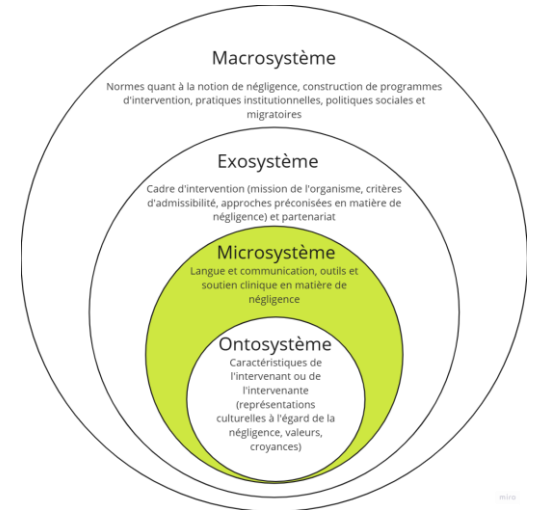 Macrosystème
Normes quant à la notion de négligence, construction de programmes
d'intervention, pratiques institutionnelles, politiques sociales et
migratoires
Exosystème
Cadre d'intervention (mission de l'organisme, critères
d'admissibilité, approches préconisées en matière de
négligence) et partenariat
Microsystème
Langue et communication, outils et
soutien clinique en matière de
négligence
Ontosystème
Caractéristiques de
l'intervenant ou de
l'intervenante
(représentations
culturelles à l'égard de la
négligence, valeurs,
croyances)
miro